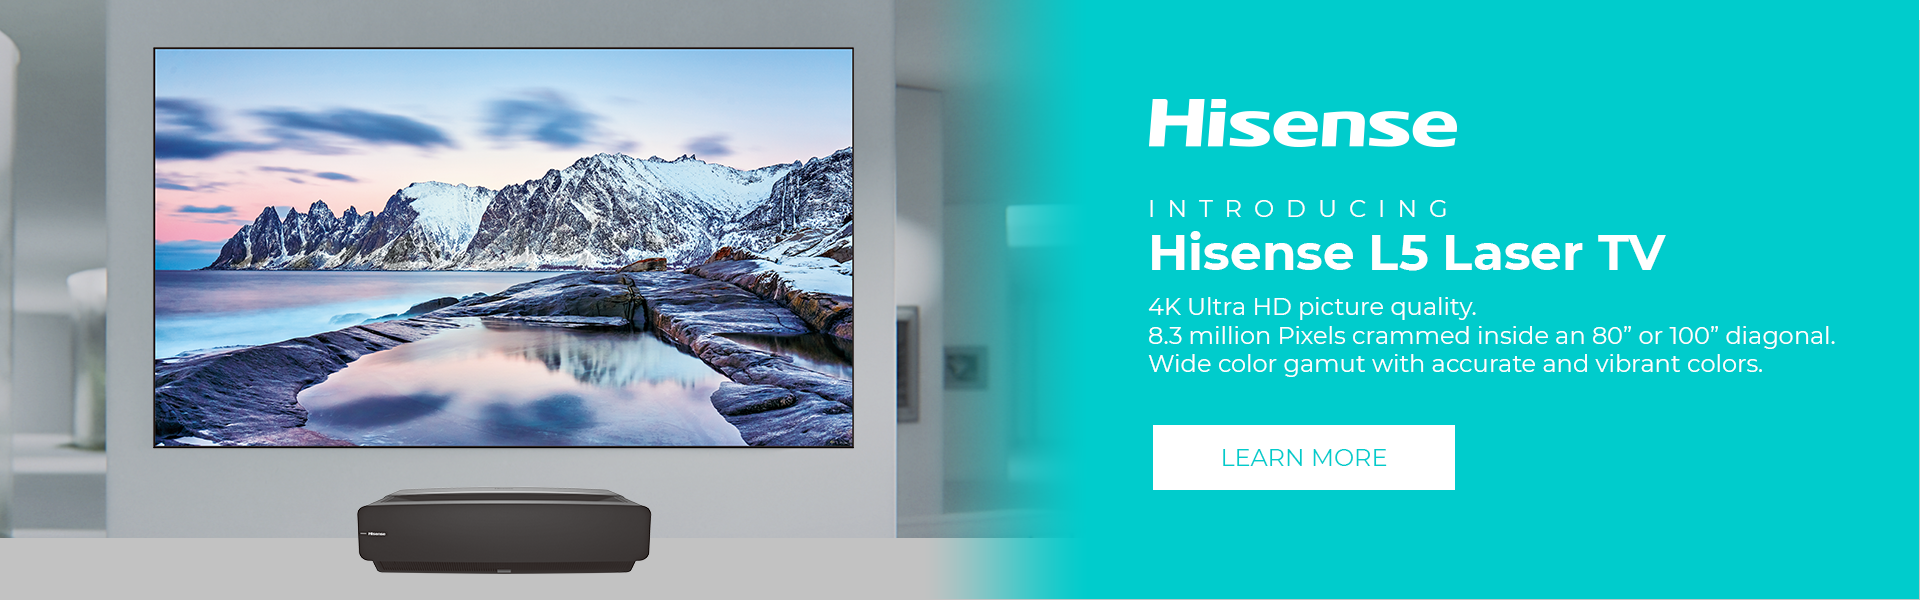 Hisense
INTRODUCING
Hisense L5 Laser TV
4K Ultra HD picture quality.
8.3 million Pixels crammed inside an 80” or 100” diagonal.
Wide color gamut with accurate and vibrant colors.
LEARN MORE
Hisense